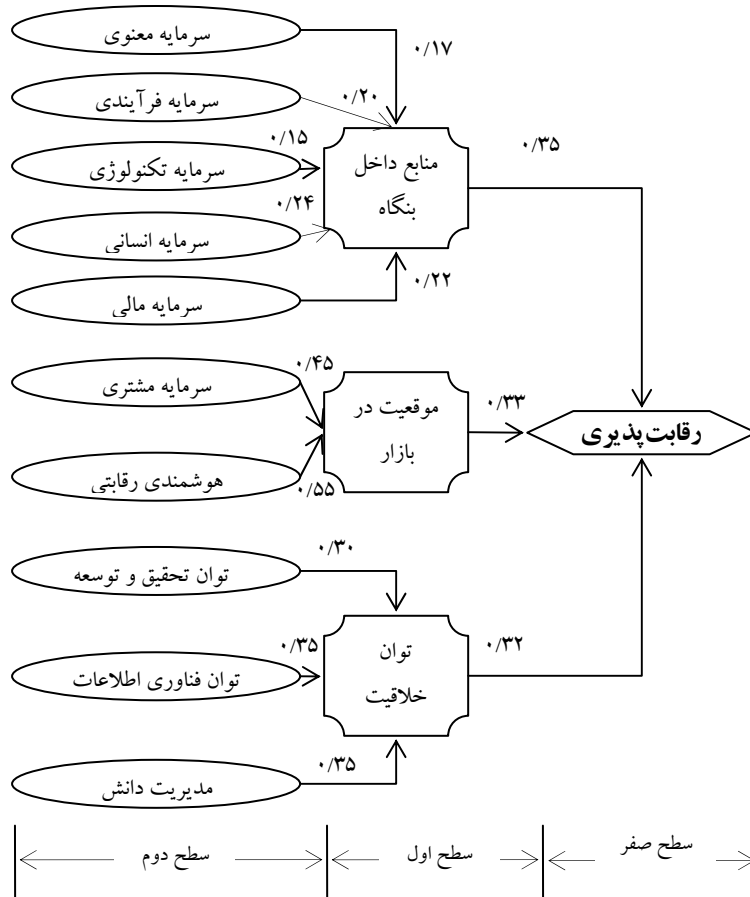 سرمایه معنوی
۰/۱۷
سرمایه فرآیندی
۰/۲۰
سرمایه تکنولوژی
۰/۱۵
سرمایه انسانی
۰/۲۴
سرمایه مالی
۰/۲۲
منابع داخل
بنگاه
۰/۳۵
سرمایه مشتری
۰/۴۵
هوشمندی رقابتی
۰/۵۵
موقعیت در
بازار
۰/۳۳
رقابت‌پذیری
توان تحقیق و توسعه
۰/۳۰
توان فناوری اطلاعات
۰/۳۵
مدیریت دانش
۰/۳۵
توان
خلاقیت
۰/۳۲
سطح صفر
سطح اول
سطح دوم